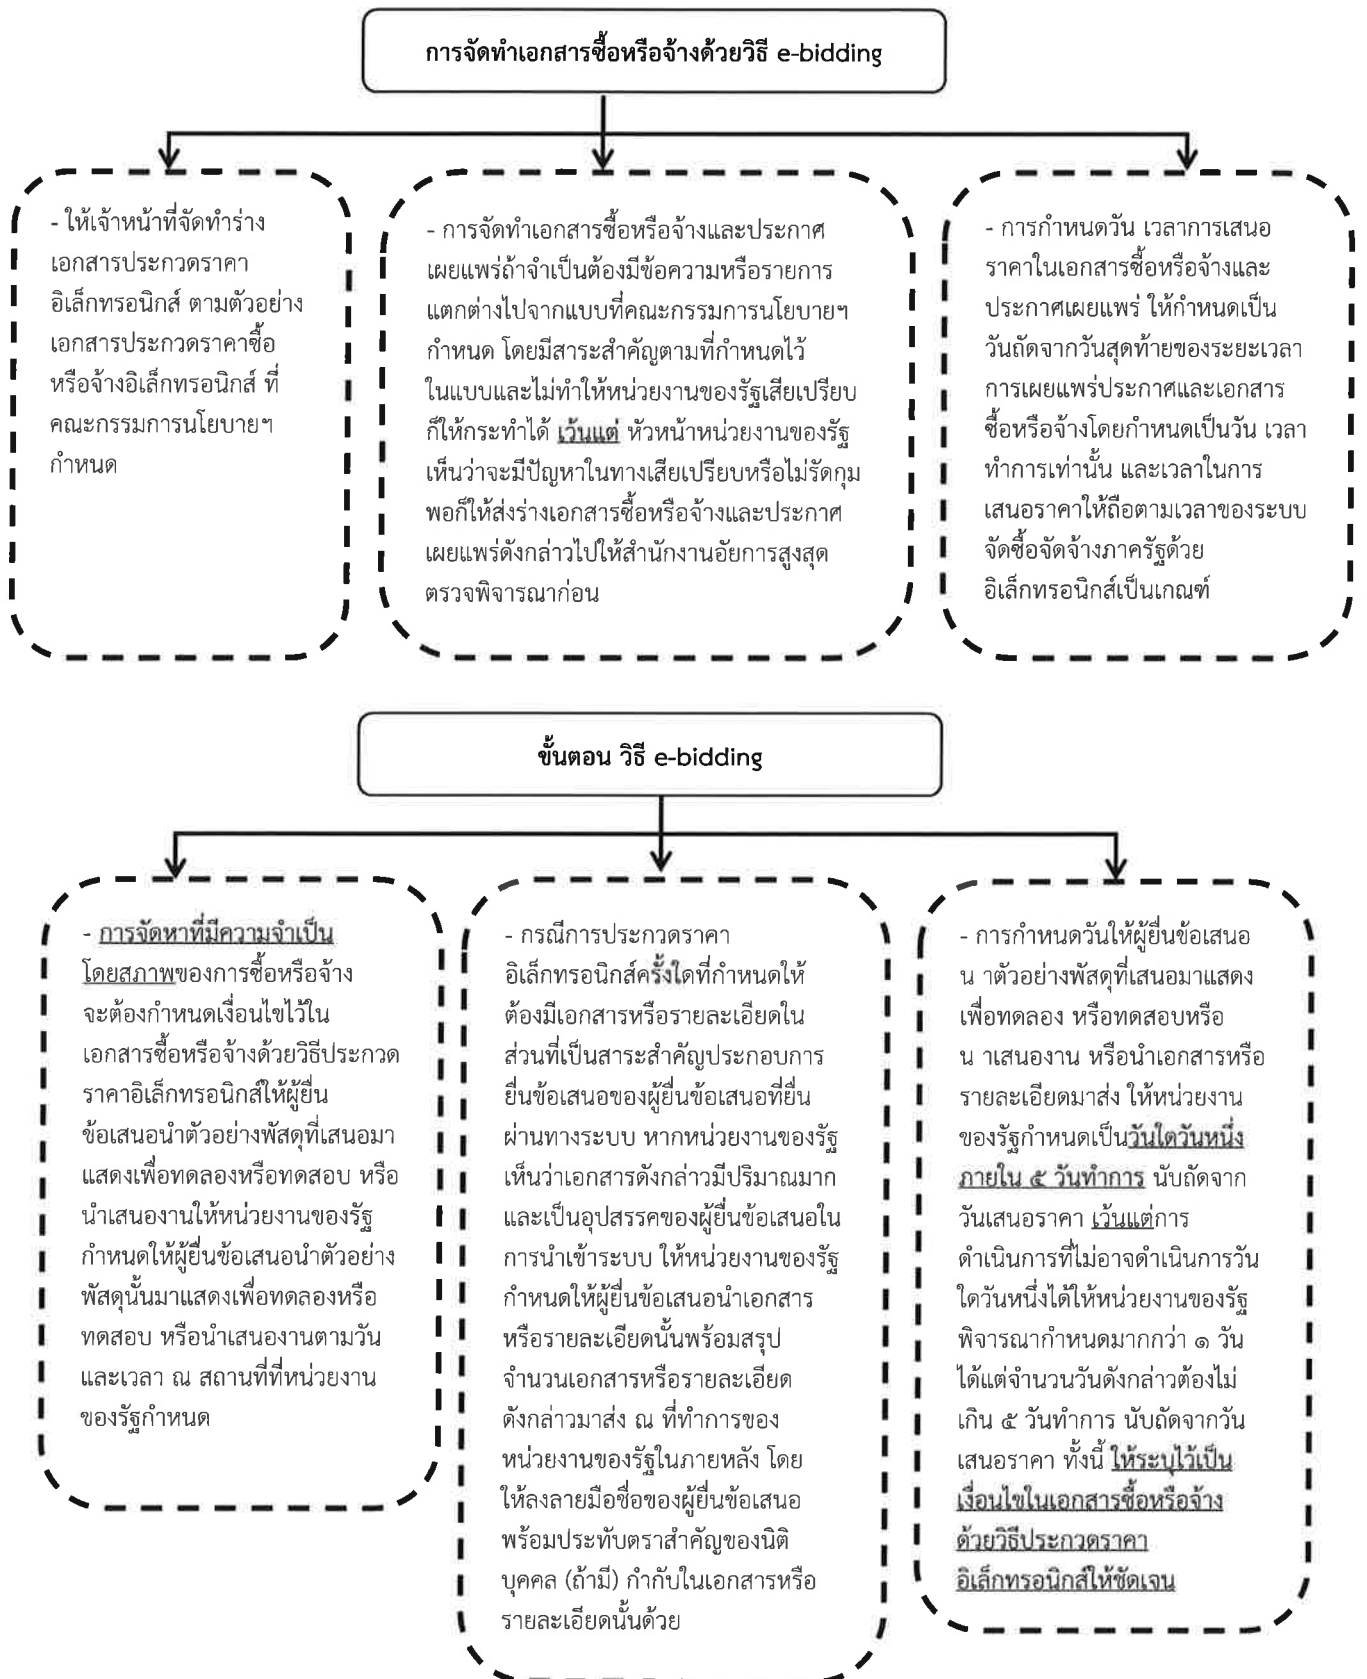 การจัดทำเอกสารซื้อหรือจ้างด้วยวิธี e-bidding
- ให้เจ้าหน้าที่จัดทำร่าง
เอกสารประกวดราคา
อิเล็กทรอนิกส์ ตามตัวอย่าง
เอกสารประกวดราคาซื้อ
หรือจ้างอิเล็กทรอนิกส์ ที่
คณะกรรมการนโยบายฯ
กำหนด
- การจัดทำเอกสารซื้อหรือจ้างและประกาศ
เผยแพร่ถ้าจำเป็นต้องมีข้อความหรือรายการ
แตกต่างไปจากแบบที่คณะกรรมการนโยบายฯ
กำหนด โดยมีสาระสำคัญตามที่กำหนดไว้
ในแบบและไม่ทำให้หน่วยงานของรัฐเสียเปรียบ
ก็ให้กระทำได้ เว้นแต่ หัวหน้าหน่วยงานของรัฐ
เห็นว่าจะมีปัญหาในทางเสียเปรียบหรือไม่รัดกุม
พอก็ให้ส่งร่างเอกสารซื้อหรือจ้างและประกาศ
เผยแพร่ดังกล่าวไปให้สำนักงานอัยการสูงสุด
ตรวจพิจารณาก่อน
- การกำหนดวัน เวลาการเสนอ
ราคาในเอกสารซื้อหรือจ้างและ
ประกาศเผยแพร่ ให้กำหนดเป็น
วันถัดจากวันสุดท้ายของระยะเวลา
การเผยแพร่ประกาศและเอกสาร
ซื้อหรือจ้างโดยกำหนดเป็นวัน เวลา
ทำการเท่านั้น และเวลาในการ
เสนอราคาให้ถือตามเวลาของระบบ
จัดซื้อจัดจ้างภาครัฐด้วย
อิเล็กทรอนิกส์เป็นเกณฑ์
ขั้นตอน วิธี e-bidding
- การจัดหาที่มีความจำเป็น
โดยสภาพของการซื้อหรือจ้าง
จะต้องกำหนดเงื่อนไขไว้ใน
เอกสารซื้อหรือจ้างด้วยวิธีประกวด
ราคาอิเล็กทรอนิกส์ให้ผู้ยื่น
ข้อเสนอนำตัวอย่างพัสดุที่เสนอมา
แสดงเพื่อทดลองหรือทดสอบ หรือ
นำเสนองานให้หน่วยงานของรัฐ
กำหนดให้ผู้ยื่นข้อเสนอนำตัวอย่าง
พัสดุนั้นมาแสดงเพื่อทดลองหรือ
ทดสอบ หรือนำเสนองานตามวัน
และเวลา ณ สถานที่ที่หน่วยงาน
ของรัฐกำหนด
- กรณีการประกวดราคา
อิเล็กทรอนิกส์ครั้งใดที่กำหนดให้
ต้องมีเอกสารหรือรายละเอียดใน
ส่วนที่เป็นสาระสำคัญประกอบการ
ยื่นข้อเสนอของผู้ยื่นข้อเสนอที่ยื่น
ผ่านทางระบบ หากหน่วยงานของรัฐ
เห็นว่าเอกสารดังกล่าวมีปริมาณมาก
และเป็นอุปสรรคของผู้ยื่นข้อเสนอใน
การนำเข้าระบบ ให้หน่วยงานของรัฐ
กำหนดให้ผู้ยื่นข้อเสนอนำเอกสาร
หรือรายละเอียดนั้นพร้อมสรุป
จำนวนเอกสารหรือรายละเอียด
ดังกล่าวมาส่ง ณ ที่ทำการของ
หน่วยงานของรัฐในภายหลัง โดย
ให้ลงลายมือชื่อของผู้ยื่นข้อเสนอ
พร้อมประทับตราสำคัญของนิติ
บุคคล (ถ้ามี) กำกับในเอกสารหรือ
รายละเอียดนั้นด้วย
- การกำหนดวันให้ผู้ยื่นข้อเสนอ
น าตัวอย่างพัสดุที่เสนอมาแสดง
เพื่อทดลอง หรือทดสอบหรือ
น าเสนองาน หรือนำเอกสารหรือ
รายละเอียดมาส่ง ให้หน่วยงาน
ของรัฐกำหนดเป็นวันใดวันหนึ่ง
ภายใน ๕ วันทำการ นับถัดจาก
วันเสนอราคา เว้นแต่การ
ดำเนินการที่ไม่อาจดำเนินการวัน
ใดวันหนึ่งได้ให้หน่วยงานของรัฐ
พิจารณากำหนดมากกว่า ๑ วัน
ได้แต่จำนวนวันดังกล่าวต้องไม่
เกิน ๕ วันทำการ นับถัดจากวัน
เสนอราคา ทั้งนี้ ให้ระบุไว้เป็น
เงื่อนไขในเอกสารซื้อหรือจ้าง
ด้วยวิธีประกวดราคา
อิเล็กทรอนิกส์ให้ชัดเจน